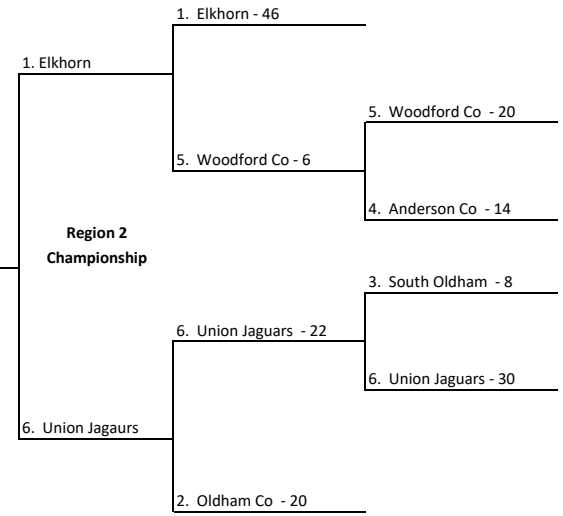 1. Elkhorn - 46
1. Elkhorn
5. Woodford Co - 20
5. Woodford Co - 6
4. Anderson Co - 14
Region 2
Championship
3. South Oldham - 8
6. Union Jaguars - 22
6. Union Jaguars - 30
6. Union Jagaurs
2. Oldham Co - 20